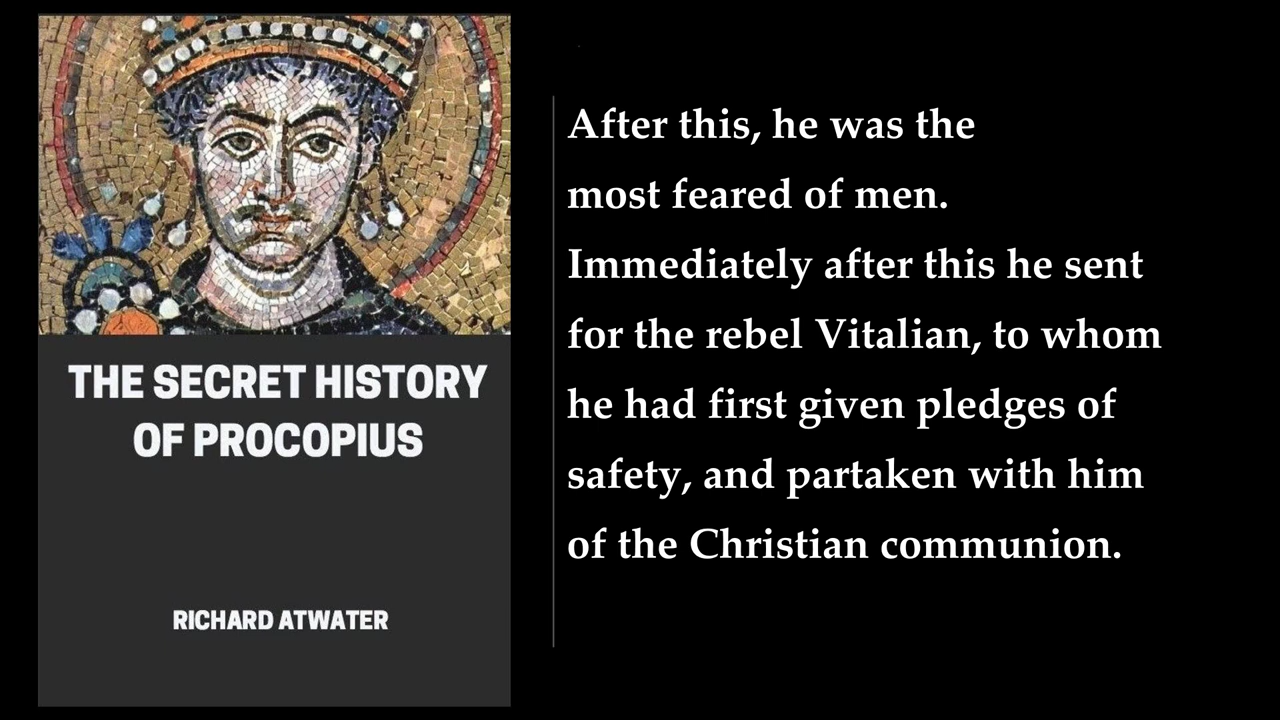 THE SECRET HISTORY
OF PROCOPIUS
RICHARD ATWATER
After this, he was the
most feared of men.
Immediately after this he sent
for the rebel Vitalian, to whom
he had first given pledges of
safety, and partaken with him
of the Christian communion.